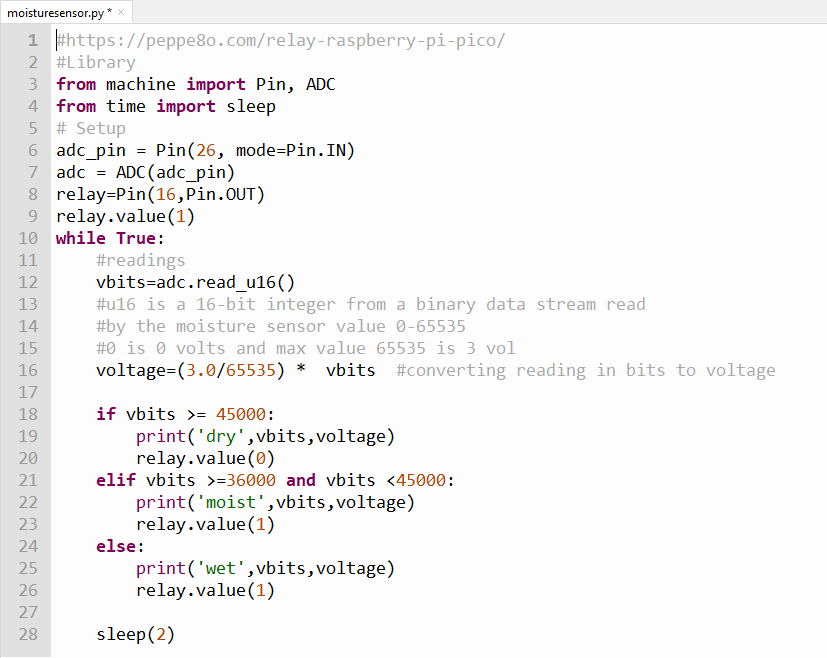 moisturesensor.py * ×
1 #https://peppe8o.com/relay-raspberry-pi-pico/
2 #Library
3 from machine import Pin, ADC
4 from time import sleep
5 # Setup
6 adc_pin = Pin(26, mode=Pin.IN)
7 adc = ADC(adc_pin)
8 relay=Pin(16,Pin.OUT)
9 relay.value(1)
10 while True:
11     #readings
12     vbits=adc.read_u16()
13     #u16 is a 16-bit integer from a binary data stream read
14     #by the moisture sensor value 0-65535
15     #0 is 0 volts and max value 65535 is 3 vol
16     voltage=(3.0/65535) *  vbits  #converting reading in bits to voltage
17
18     if vbits >= 45000:
19         print('dry',vbits,voltage)
20         relay.value(0)
21     elif vbits >=36000 and vbits <45000:
22         print('moist',vbits,voltage)
23         relay.value(1)
24     else:
25         print('wet',vbits,voltage)
26         relay.value(1)
27
28     sleep(2)